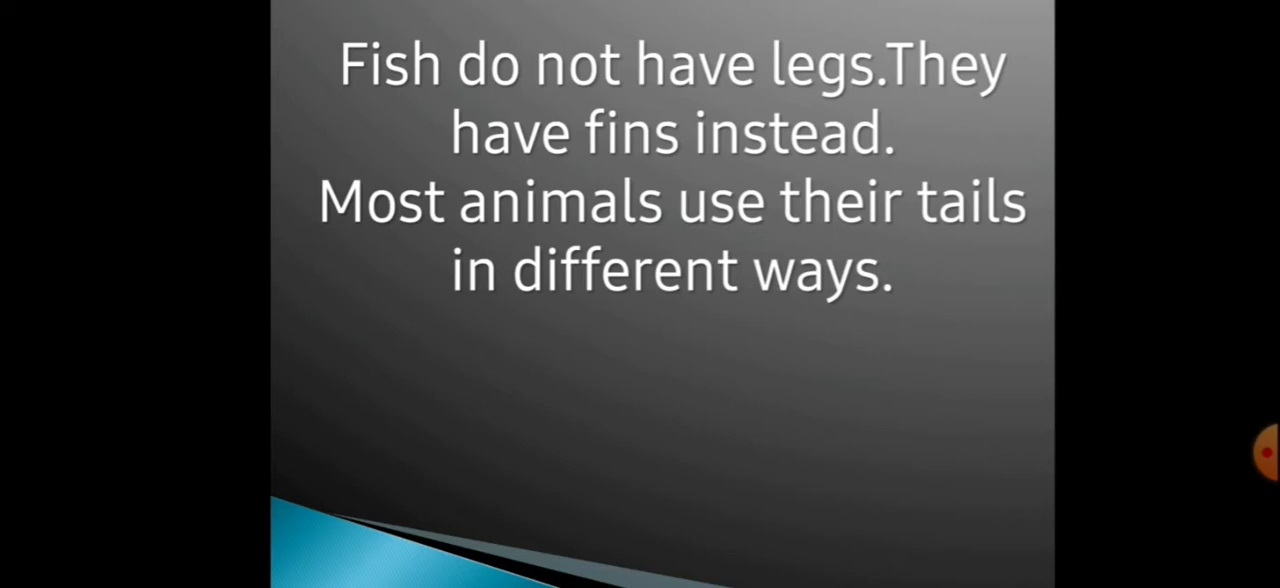 Fish do not have legs.They
have fins instead.
Most animals use their tails
in different ways.